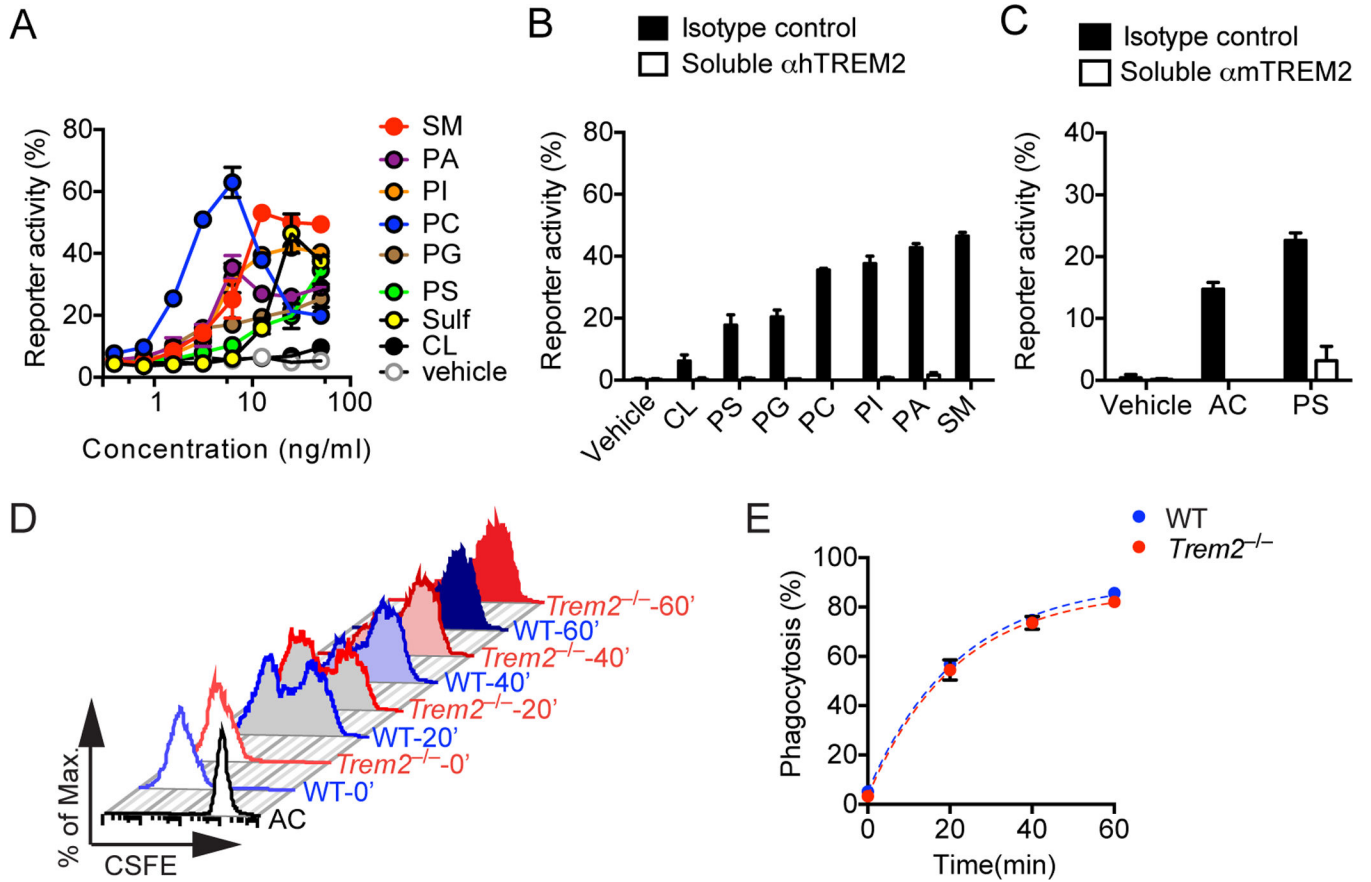 A
Reporter activity (%)
80
60
40
20
0
1
10
100
Concentration (ng/ml)
SM
PA
PI
PC
PG
PS
Sulf
CL
vehicle
B
Isotype control
Soluble αhTREM2
Reporter activity (%)
80
60
40
20
0
Vehicle
CL
PS
PG
PC
PI
PA
SM
C
Isotype control
Soluble αmTREM2
Reporter activity (%)
40
30
20
10
0
Vehicle
AC
PS
D
% of Max.
CSFE
Trem2–/–-60’
WT-60’
Trem2–/–-40’
WT-40’
Trem2–/–-20’
WT-20’
Trem2–/–-0’
WT-0’
AC
E
WT
Trem2–/–
Phagocytosis (%)
100
80
60
40
20
0
0
20
40
60
Time(min)